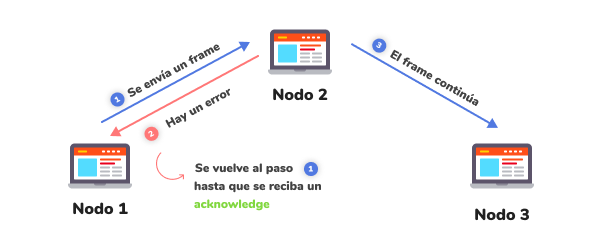 1 Se envía un frame
2 Hay un error
3 El frame continúa
Nodo 2
Nodo 1
Se vuelve al paso 1
hasta que se reciba un
acknowledge
Nodo 3